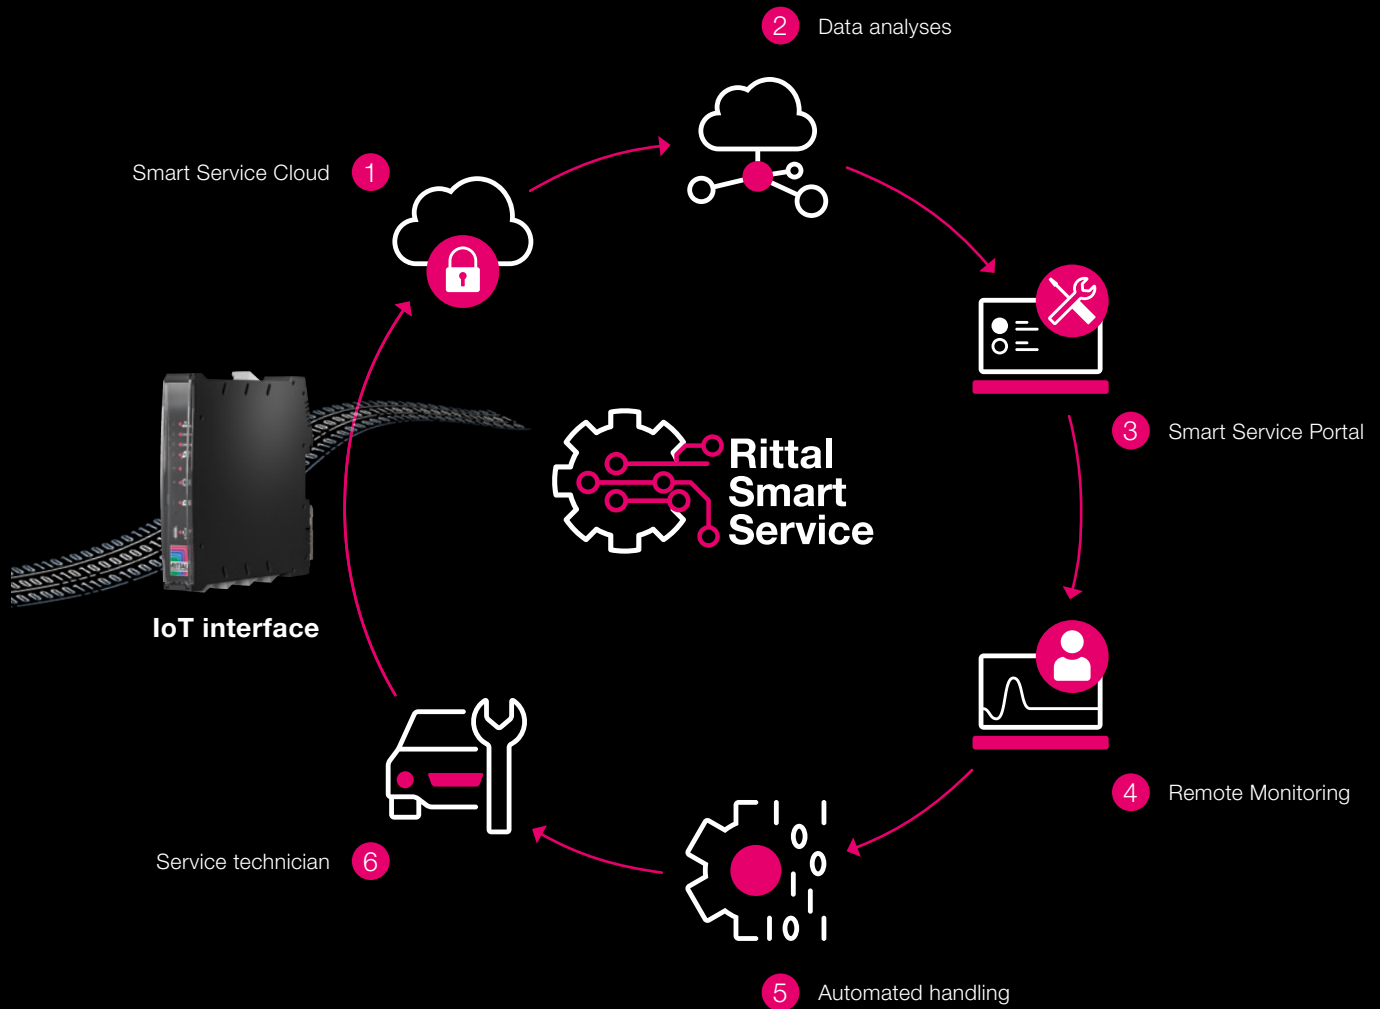 2 Data analyses
Smart Service Cloud 1
3 Smart Service Portal
Rittal
Smart
Service
RITTAL
IoT interface
4 Remote Monitoring
Service technician 6
5 Automated handling